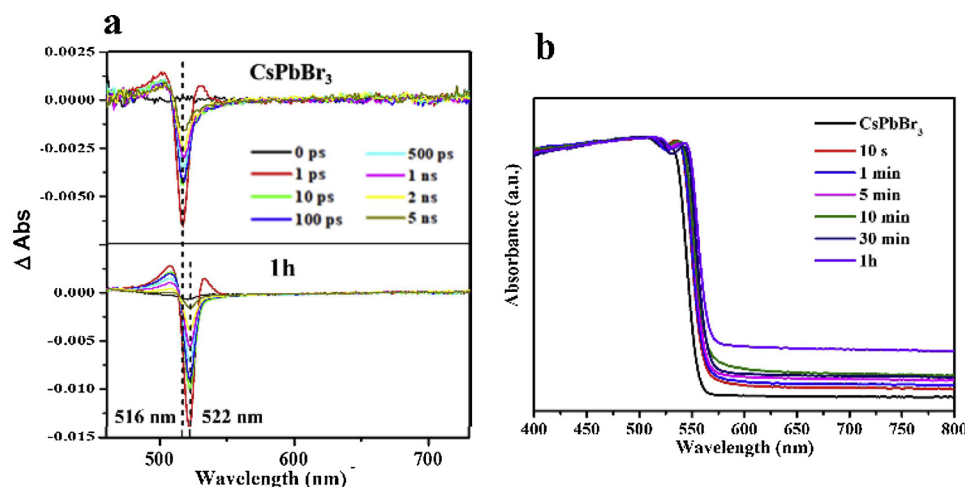 a
0.0025
0.0000
-0.0025
-0.0050
CsPbBr₃
0 ps
1 ps
10 ps
100 ps
500 ps
1 ns
2 ns
5 ns
Δ Abs
1h
0.000
-0.005
-0.010
-0.015
516 nm
522 nm
500
600
700
Wavelength (nm)
b
Absorbance (a.u.)
CsPbBr₃
10 s
1 min
5 min
10 min
30 min
1h
400 450 500 550 600 650 700 750 800
Wavelength (nm)